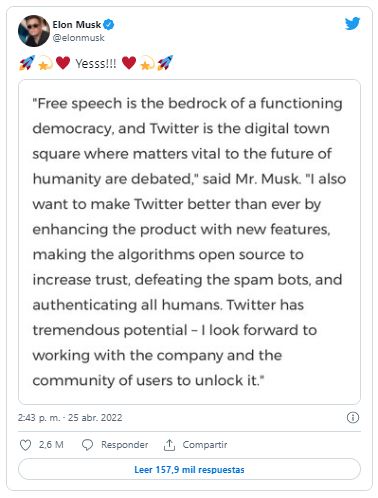 Elon Musk
@elonmusk
🚀💫♥️ Yesss!!! ♥️💫🚀
"Free speech is the bedrock of a functioning
democracy, and Twitter is the digital town
square where matters vital to the future of
humanity are debated," said Mr. Musk. "I also
want to make Twitter better than ever by
enhancing the product with new features,
making the algorithms open source to
increase trust, defeating the spam bots, and
authenticating all humans. Twitter has
tremendous potential – I look forward to
working with the company and the
community of users to unlock it."
2:43 p. m. · 25 abr. 2022
2,6 M Responder Compartir
Leer 157,9 mil respuestas